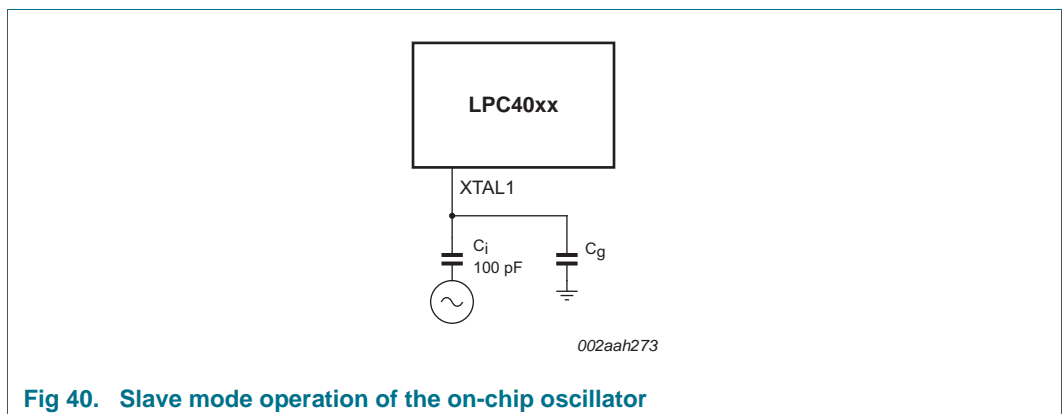 LPC40xx
XTAL1
Ci
100 pF
Cg
002aah273
Fig 40. Slave mode operation of the on-chip oscillator